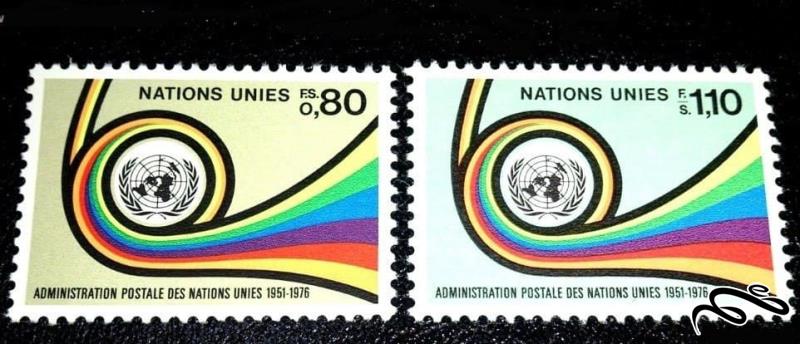 NATIONS UNIES F.S. 0,80
ADMINISTRATION POSTALE DES NATIONS UNIES 1951-1976
NATIONS UNIES F./S. 1,10
ADMINISTRATION POSTALE DES NATIONS UNIES 1951-1976